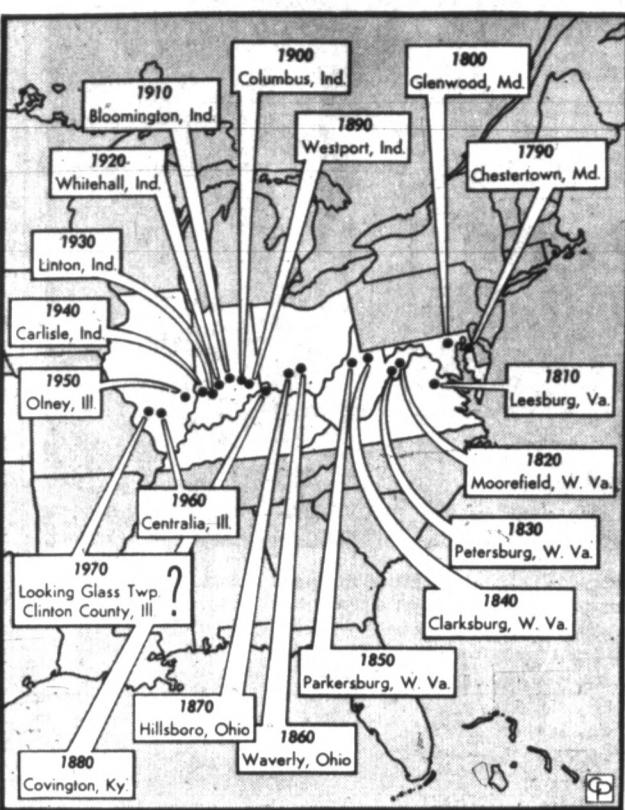 1900
Columbus, Ind.
1800
Glenwood, Md.
1910
Bloomington, Ind.
1890
Westport, Ind.
1790
Chestertown, Md.
1920
Whitehall, Ind.
1930
Linton, Ind.
1940
Carlisle, Ind.
1950
Olney, Ill.
1810
Leesburg, Va.
1820
Moorefield, W. Va.
1960
Centralia, Ill.
1830
Petersburg, W. Va.
1970
Looking Glass Twp.
Clinton County, Ill.
?
1840
Clarksburg, W. Va.
1850
Parkersburg, W. Va.
1870
Hillsboro, Ohio
1860
Waverly, Ohio
1880
Covington, Ky.
CP